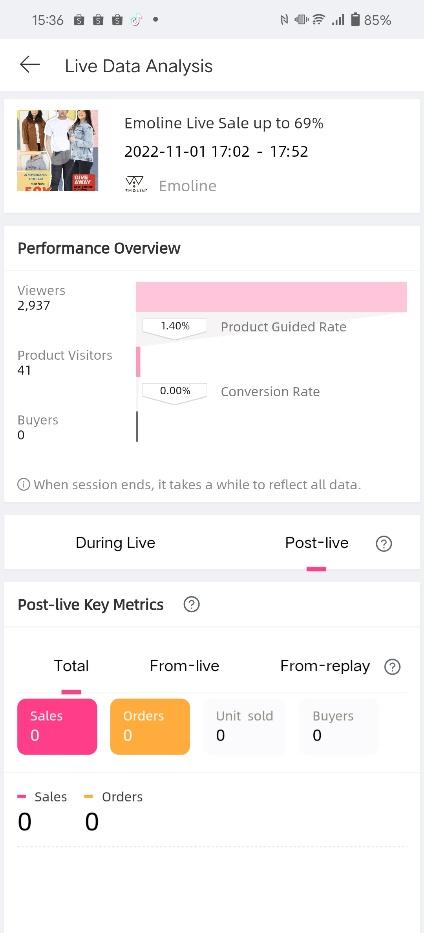 15:36
85%
Live Data Analysis
Emoline Live Sale up to 69%
2022-11-01 17:02 - 17:52
GIVE
AWAY
EMOLINE
Emoline
Performance Overview
Viewers
2,937
1.40%
Product Guided Rate
Product Visitors
41
0.00%
Conversion Rate
Buyers
0
When session ends, it takes a while to reflect all data.
During Live
Post-live
Post-live Key Metrics
Total
From-live
From-replay
Sales
0
Orders
0
Unit sold
0
Buyers
0
Sales
Orders
0
0